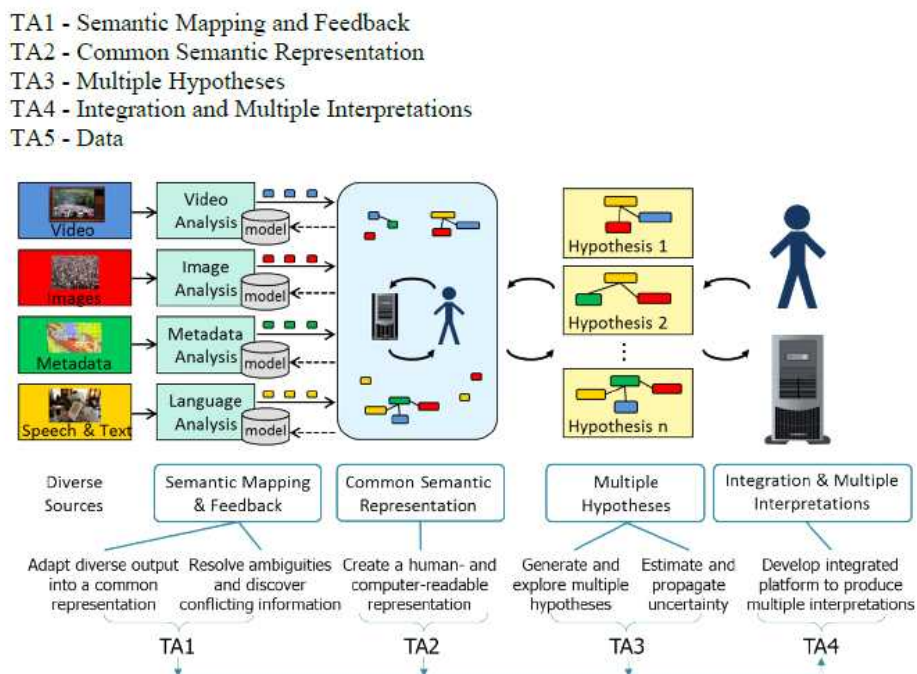 TA1 - Semantic Mapping and Feedback
TA2 - Common Semantic Representation
TA3 - Multiple Hypotheses
TA4 - Integration and Multiple Interpretations
TA5 - Data
Video
Video
Analysis
model
Images
Image
Analysis
model
Metadata
Metadata
Analysis
model
Speech & Text
Language
Analysis
model
Hypothesis 1
Hypothesis 2
⋮
Hypothesis n
Diverse
Sources
Semantic Mapping
& Feedback
Common Semantic
Representation
Multiple
Hypotheses
Integration & Multiple
Interpretations
Adapt diverse output
into a common
representation
Resolve ambiguities
and discover
conflicting information
Create a human- and
computer-readable
representation
Generate and
explore multiple
hypotheses
Estimate and
propagate
uncertainty
Develop integrated
platform to produce
multiple interpretations
TA1
TA2
TA3
TA4